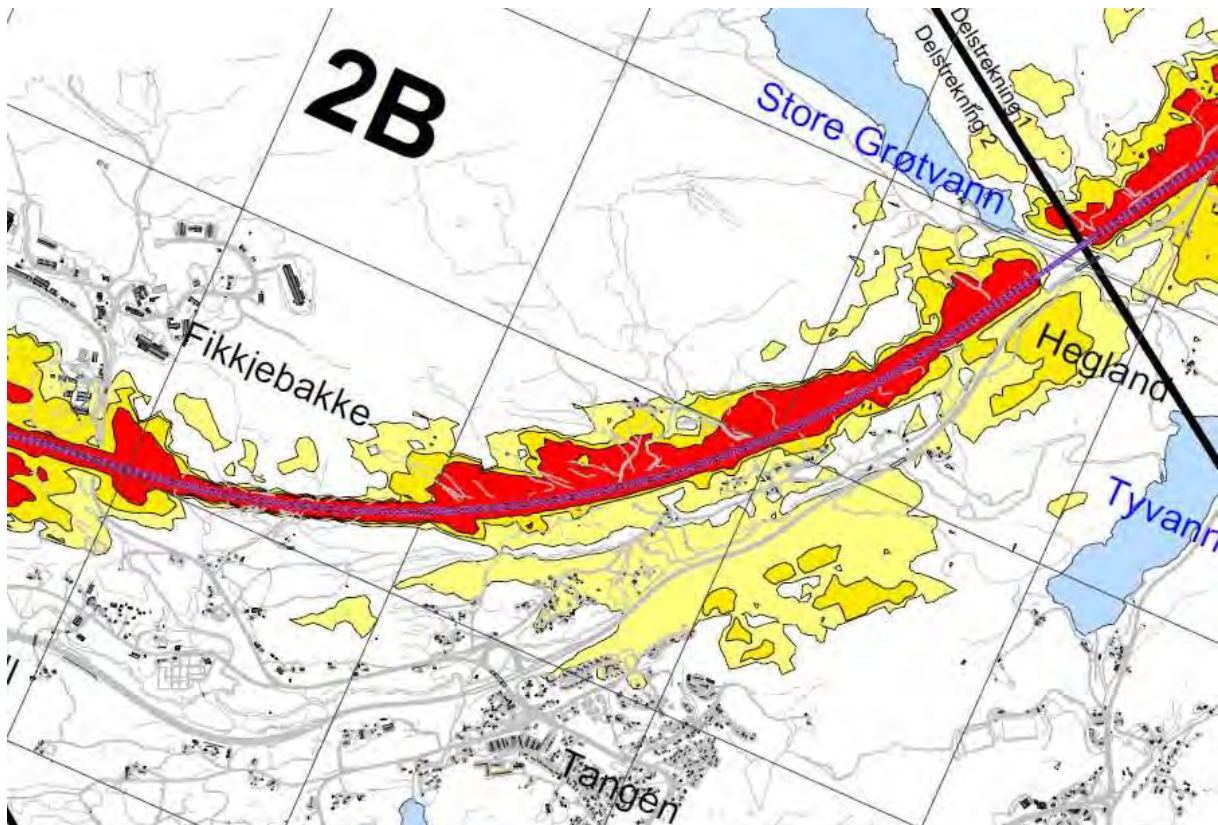 2B
Delstrekning 1
Delstrekning 2
Store Grøtvann
Fikkjebakke
Hegland
Tyvann
Tangen